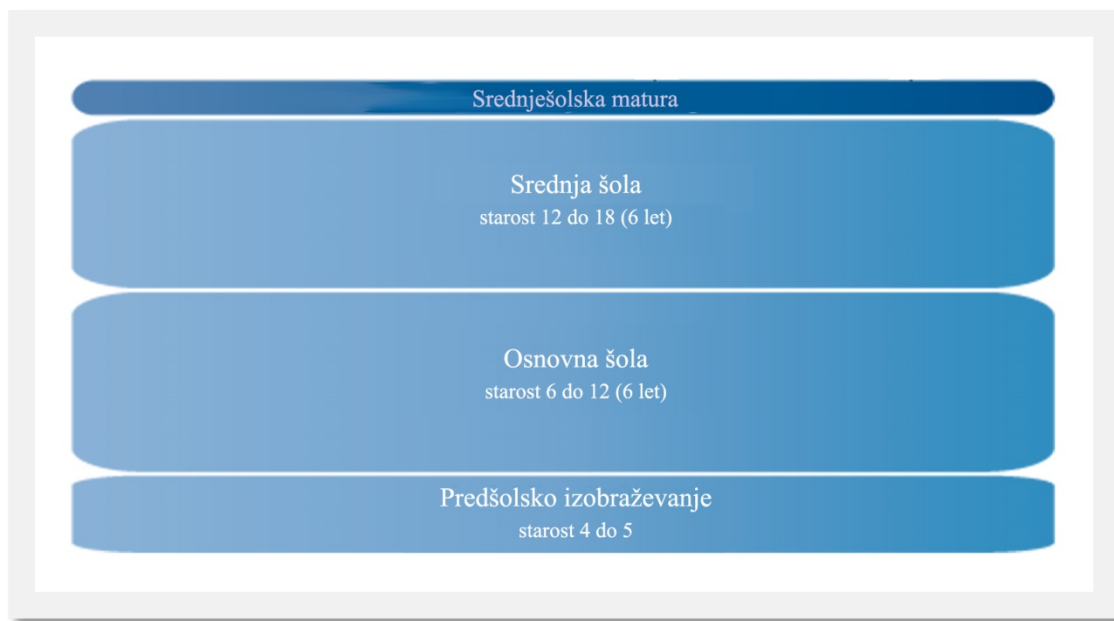 Srednješolska matura
Srednja šola
starost 12 do 18 (6 let)
Osnovna šola
starost 6 do 12 (6 let)
Predšolsko izobraževanje
starost 4 do 5